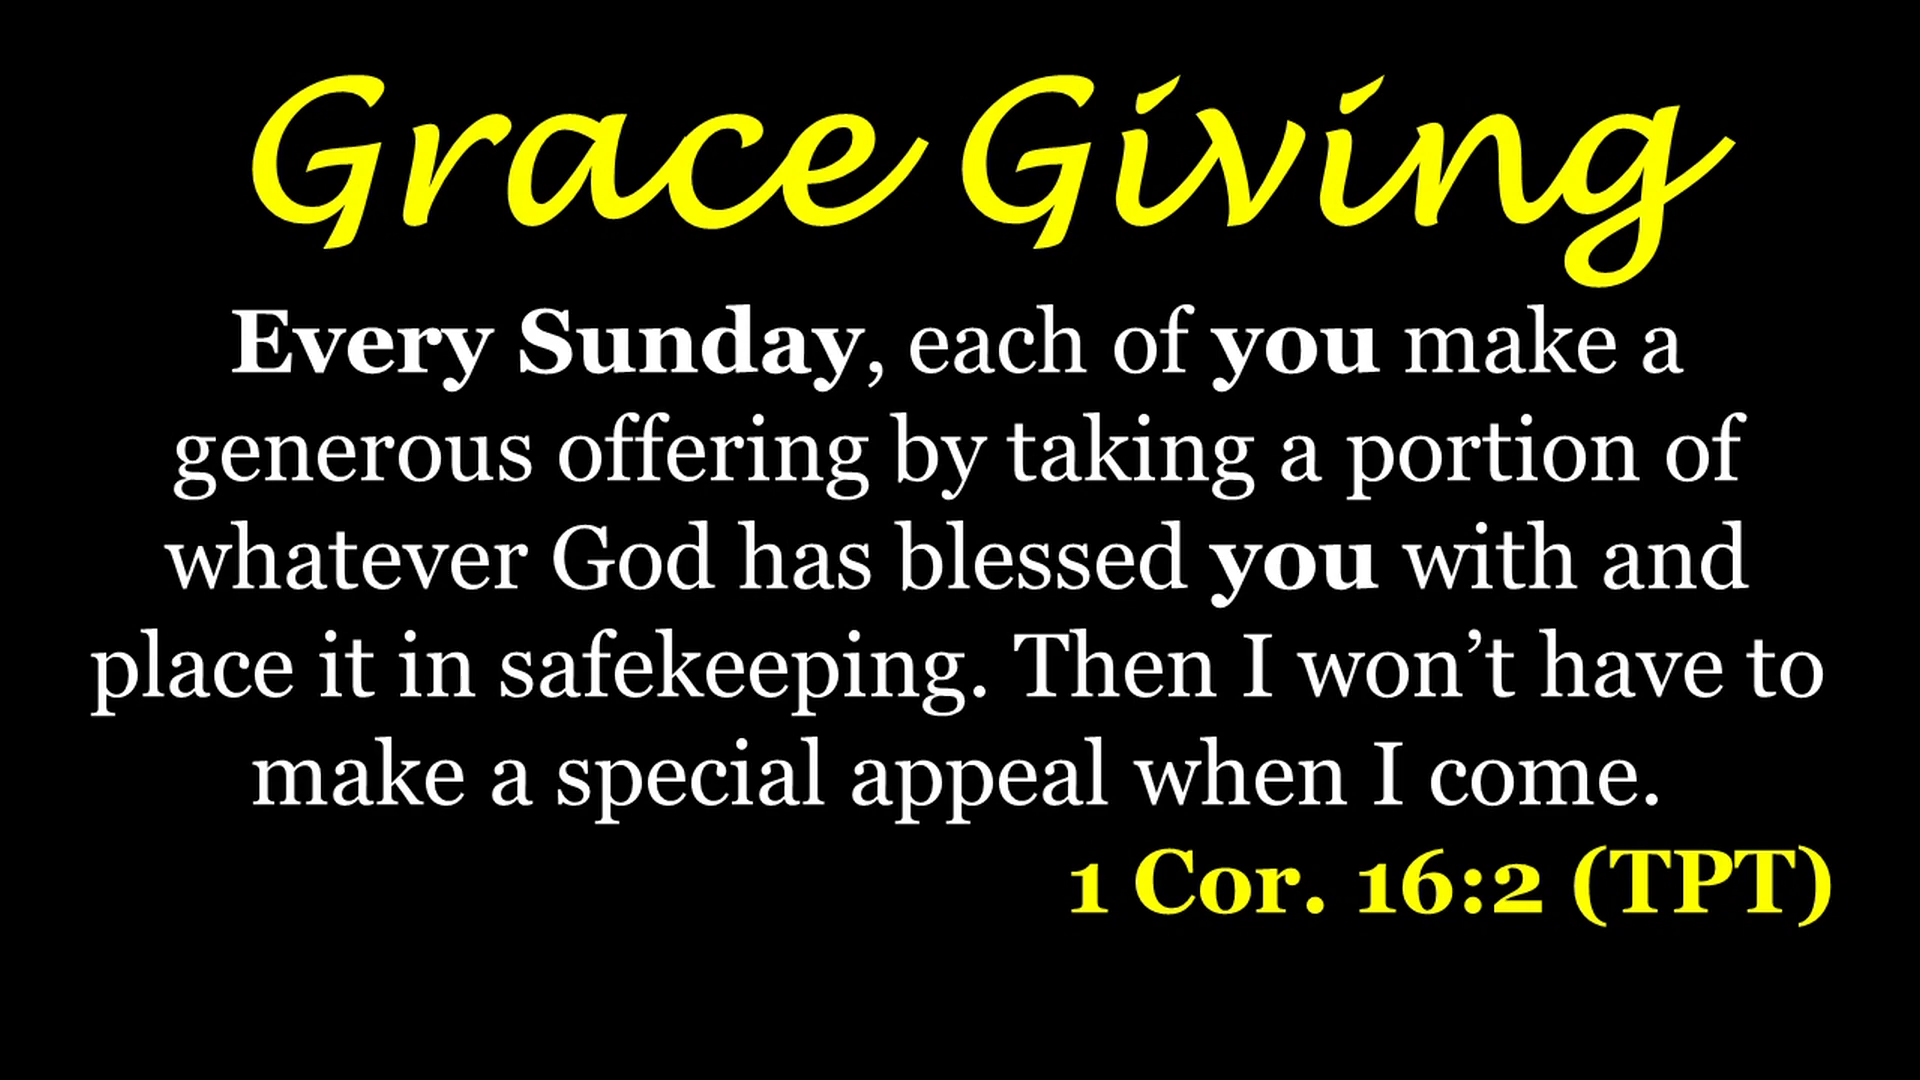 Grace Giving
Every Sunday, each of you make a
generous offering by taking a portion of
whatever God has blessed you with and
place it in safekeeping. Then I won’t have to
make a special appeal when I come.
1 Cor. 16:2 (TPT)